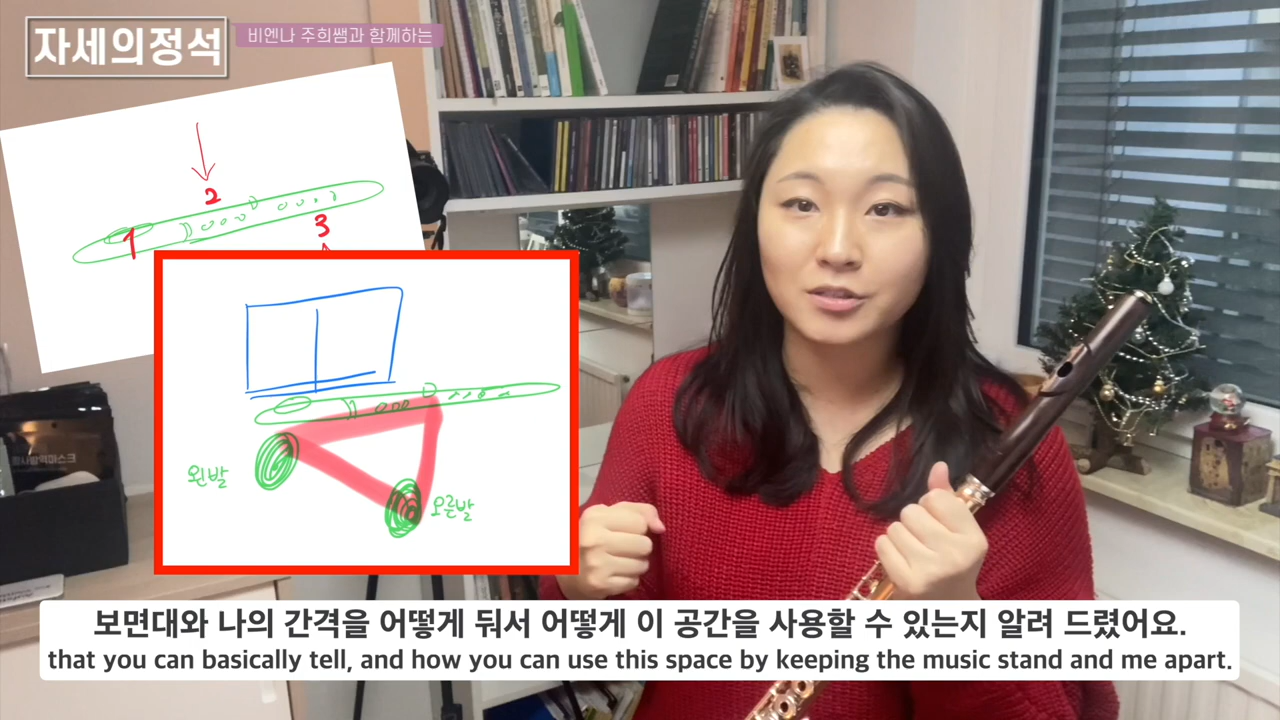 자세의정석
비엔나 주희쌤과 함께하는
2
1
3
왼발
오른발
보면대와 나의 간격을 어떻게 둬서 어떻게 이 공간을 사용할 수 있는지 알려 드렸어요.
that you can basically tell, and how you can use this space by keeping the music stand and me apart.